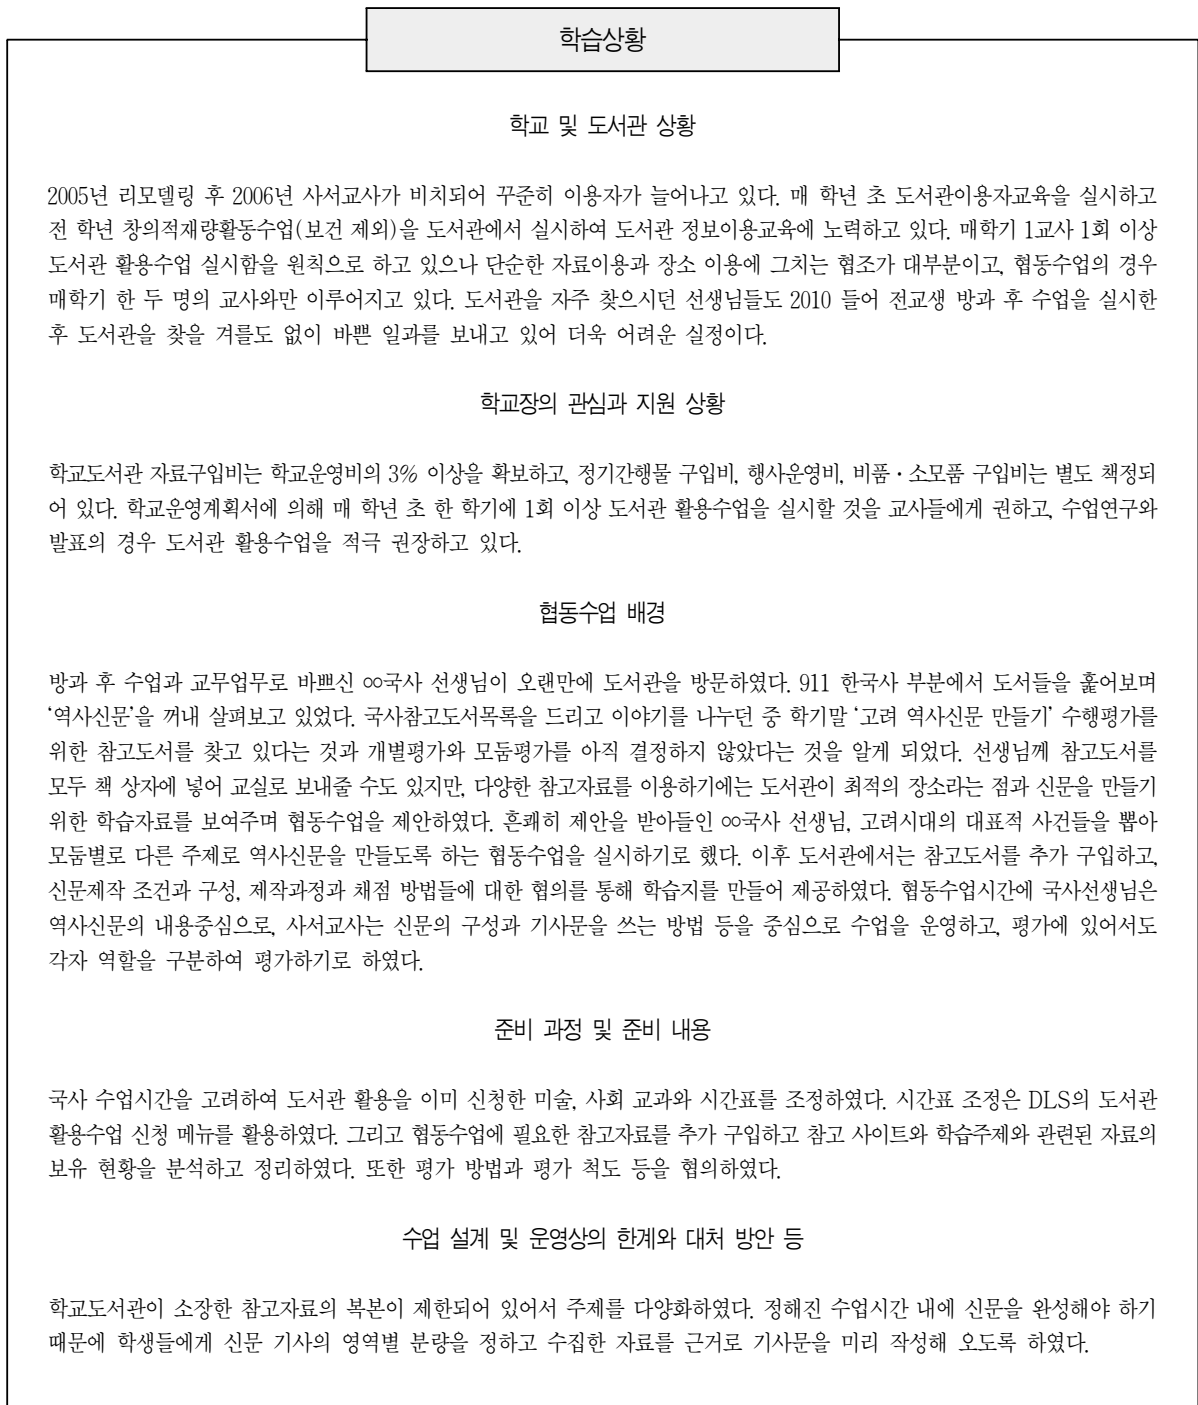 학습상황
학교 및 도서관 상황
2005년 리모델링 후 2006년 사서교사가 비치되어 꾸준히 이용자가 늘어나고 있다. 매 학년 초 도서관이용자교육을 실시하고
전 학년 창의적재량활동수업(보건 제외)을 도서관에서 실시하여 도서관 정보이용교육에 노력하고 있다. 매학기 1교사 1회 이상
도서관 활용수업 실시함을 원칙으로 하고 있으나 단순한 자료이용과 장소 이용에 그치는 협조가 대부분이고, 협동수업의 경우
매학기 한 두 명의 교사와만 이루어지고 있다. 도서관을 자주 찾으시던 선생님들도 2010 들어 전교생 방과 후 수업을 실시한
후 도서관을 찾을 겨를도 없이 바쁜 일과를 보내고 있어 더욱 어려운 실정이다.
학교장의 관심과 지원 상황
학교도서관 자료구입비는 학교운영비의 3% 이상을 확보하고, 정기간행물 구입비, 행사운영비, 비품·소모품 구입비는 별도 책정되
어 있다. 학교운영계획서에 의해 매 학년 초 한 학기에 1회 이상 도서관 활용수업을 실시할 것을 교사들에게 권하고, 수업연구와
발표의 경우 도서관 활용수업을 적극 권장하고 있다.
협동수업 배경
방과 후 수업과 교무업무로 바쁘신 ∞국사 선생님이 오랜만에 도서관을 방문하였다. 911 한국사 부분에서 도서들을 훑어보며
‘역사신문’을 꺼내 살펴보고 있었다. 국사참고도서목록을 드리고 이야기를 나누던 중 학기말 ‘고려 역사신문 만들기’ 수행평가를
위한 참고도서를 찾고 있다는 것과 개별평가와 모둠평가를 아직 결정하지 않았다는 것을 알게 되었다. 선생님께 참고도서를
모두 책 상자에 넣어 교실로 보내줄 수도 있지만, 다양한 참고자료를 이용하기에는 도서관이 최적의 장소라는 점과 신문을 만들기
위한 학습자료를 보여주며 협동수업을 제안하였다. 흔쾌히 제안을 받아들인 ∞국사 선생님, 고려시대의 대표적 사건들을 뽑아
모둠별로 다른 주제로 역사신문을 만들도록 하는 협동수업을 실시하기로 했다. 이후 도서관에서는 참고도서를 추가 구입하고,
신문제작 조건과 구성, 제작과정과 채점 방법들에 대한 협의를 통해 학습지를 만들어 제공하였다. 협동수업시간에 국사선생님은
역사신문의 내용중심으로, 사서교사는 신문의 구성과 기사문을 쓰는 방법 등을 중심으로 수업을 운영하고, 평가에 있어서도
각자 역할을 구분하여 평가하기로 하였다.
준비 과정 및 준비 내용
국사 수업시간을 고려하여 도서관 활용을 이미 신청한 미술, 사회 교과와 시간표를 조정하였다. 시간표 조정은 DLS의 도서관
활용수업 신청 메뉴를 활용하였다. 그리고 협동수업에 필요한 참고자료를 추가 구입하고 참고 사이트와 학습주제와 관련된 자료의
보유 현황을 분석하고 정리하였다. 또한 평가 방법과 평가 척도 등을 협의하였다.
수업 설계 및 운영상의 한계와 대처 방안 등
학교도서관이 소장한 참고자료의 복본이 제한되어 있어서 주제를 다양화하였다. 정해진 수업시간 내에 신문을 완성해야 하기
때문에 학생들에게 신문 기사의 영역별 분량을 정하고 수집한 자료를 근거로 기사문을 미리 작성해 오도록 하였다.